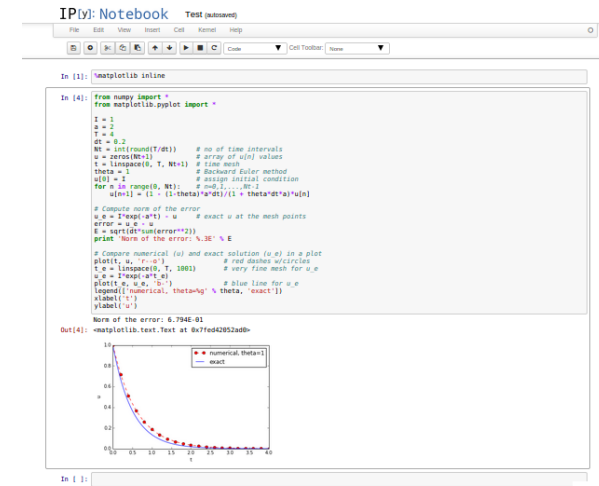 IP[y]: Notebook Test (autosaved)
File Edit View Insert Cell Kernel Help
Code Cell Toolbar: None
In [1]: %matplotlib inline
In [4]: from numpy import *
from matplotlib.pyplot import *
I = 1
a = 2
T = 4
dt = 0.2
Nt = int(round(T/dt)) # no of time intervals
u = zeros(Nt+1) # array of u[n] values
t = linspace(0, T, Nt+1) # time mesh
theta = 1 # Backward Euler method
u[0] = I # assign initial condition
for n in range(0, Nt): # n=0,1,...,Nt-1
u[n+1] = (1 - (1-theta)*a*dt)/(1 + theta*dt*a)*u[n]
# Compute norm of the error
u_e = I*exp(-a*t) - u # exact u at the mesh points
error = u_e - u
E = sqrt(dt*sum(error**2))
print 'Norm of the error: %.3E' % E
# Compare numerical (u) and exact solution (u_e) in a plot
plot(t, u, 'r--o') # red dashes w/circles
t_e = linspace(0, T, 1001) # very fine mesh for u_e
u_e = I*exp(-a*t_e)
plot(t_e, u_e, 'b-') # blue line for u_e
legend(['numerical, theta=%g' % theta, 'exact'])
xlabel('t')
ylabel('u')
Norm of the error: 6.794E-01
Out[4]: <matplotlib.text.Text at 0x7fed42052ad0>
numerical, theta=1
exact
1.0
0.8
0.6
0.4
0.2
0.0
u
0.0 0.5 1.0 1.5 2.0 2.5 3.0 3.5 4.0
t
In [ ]: